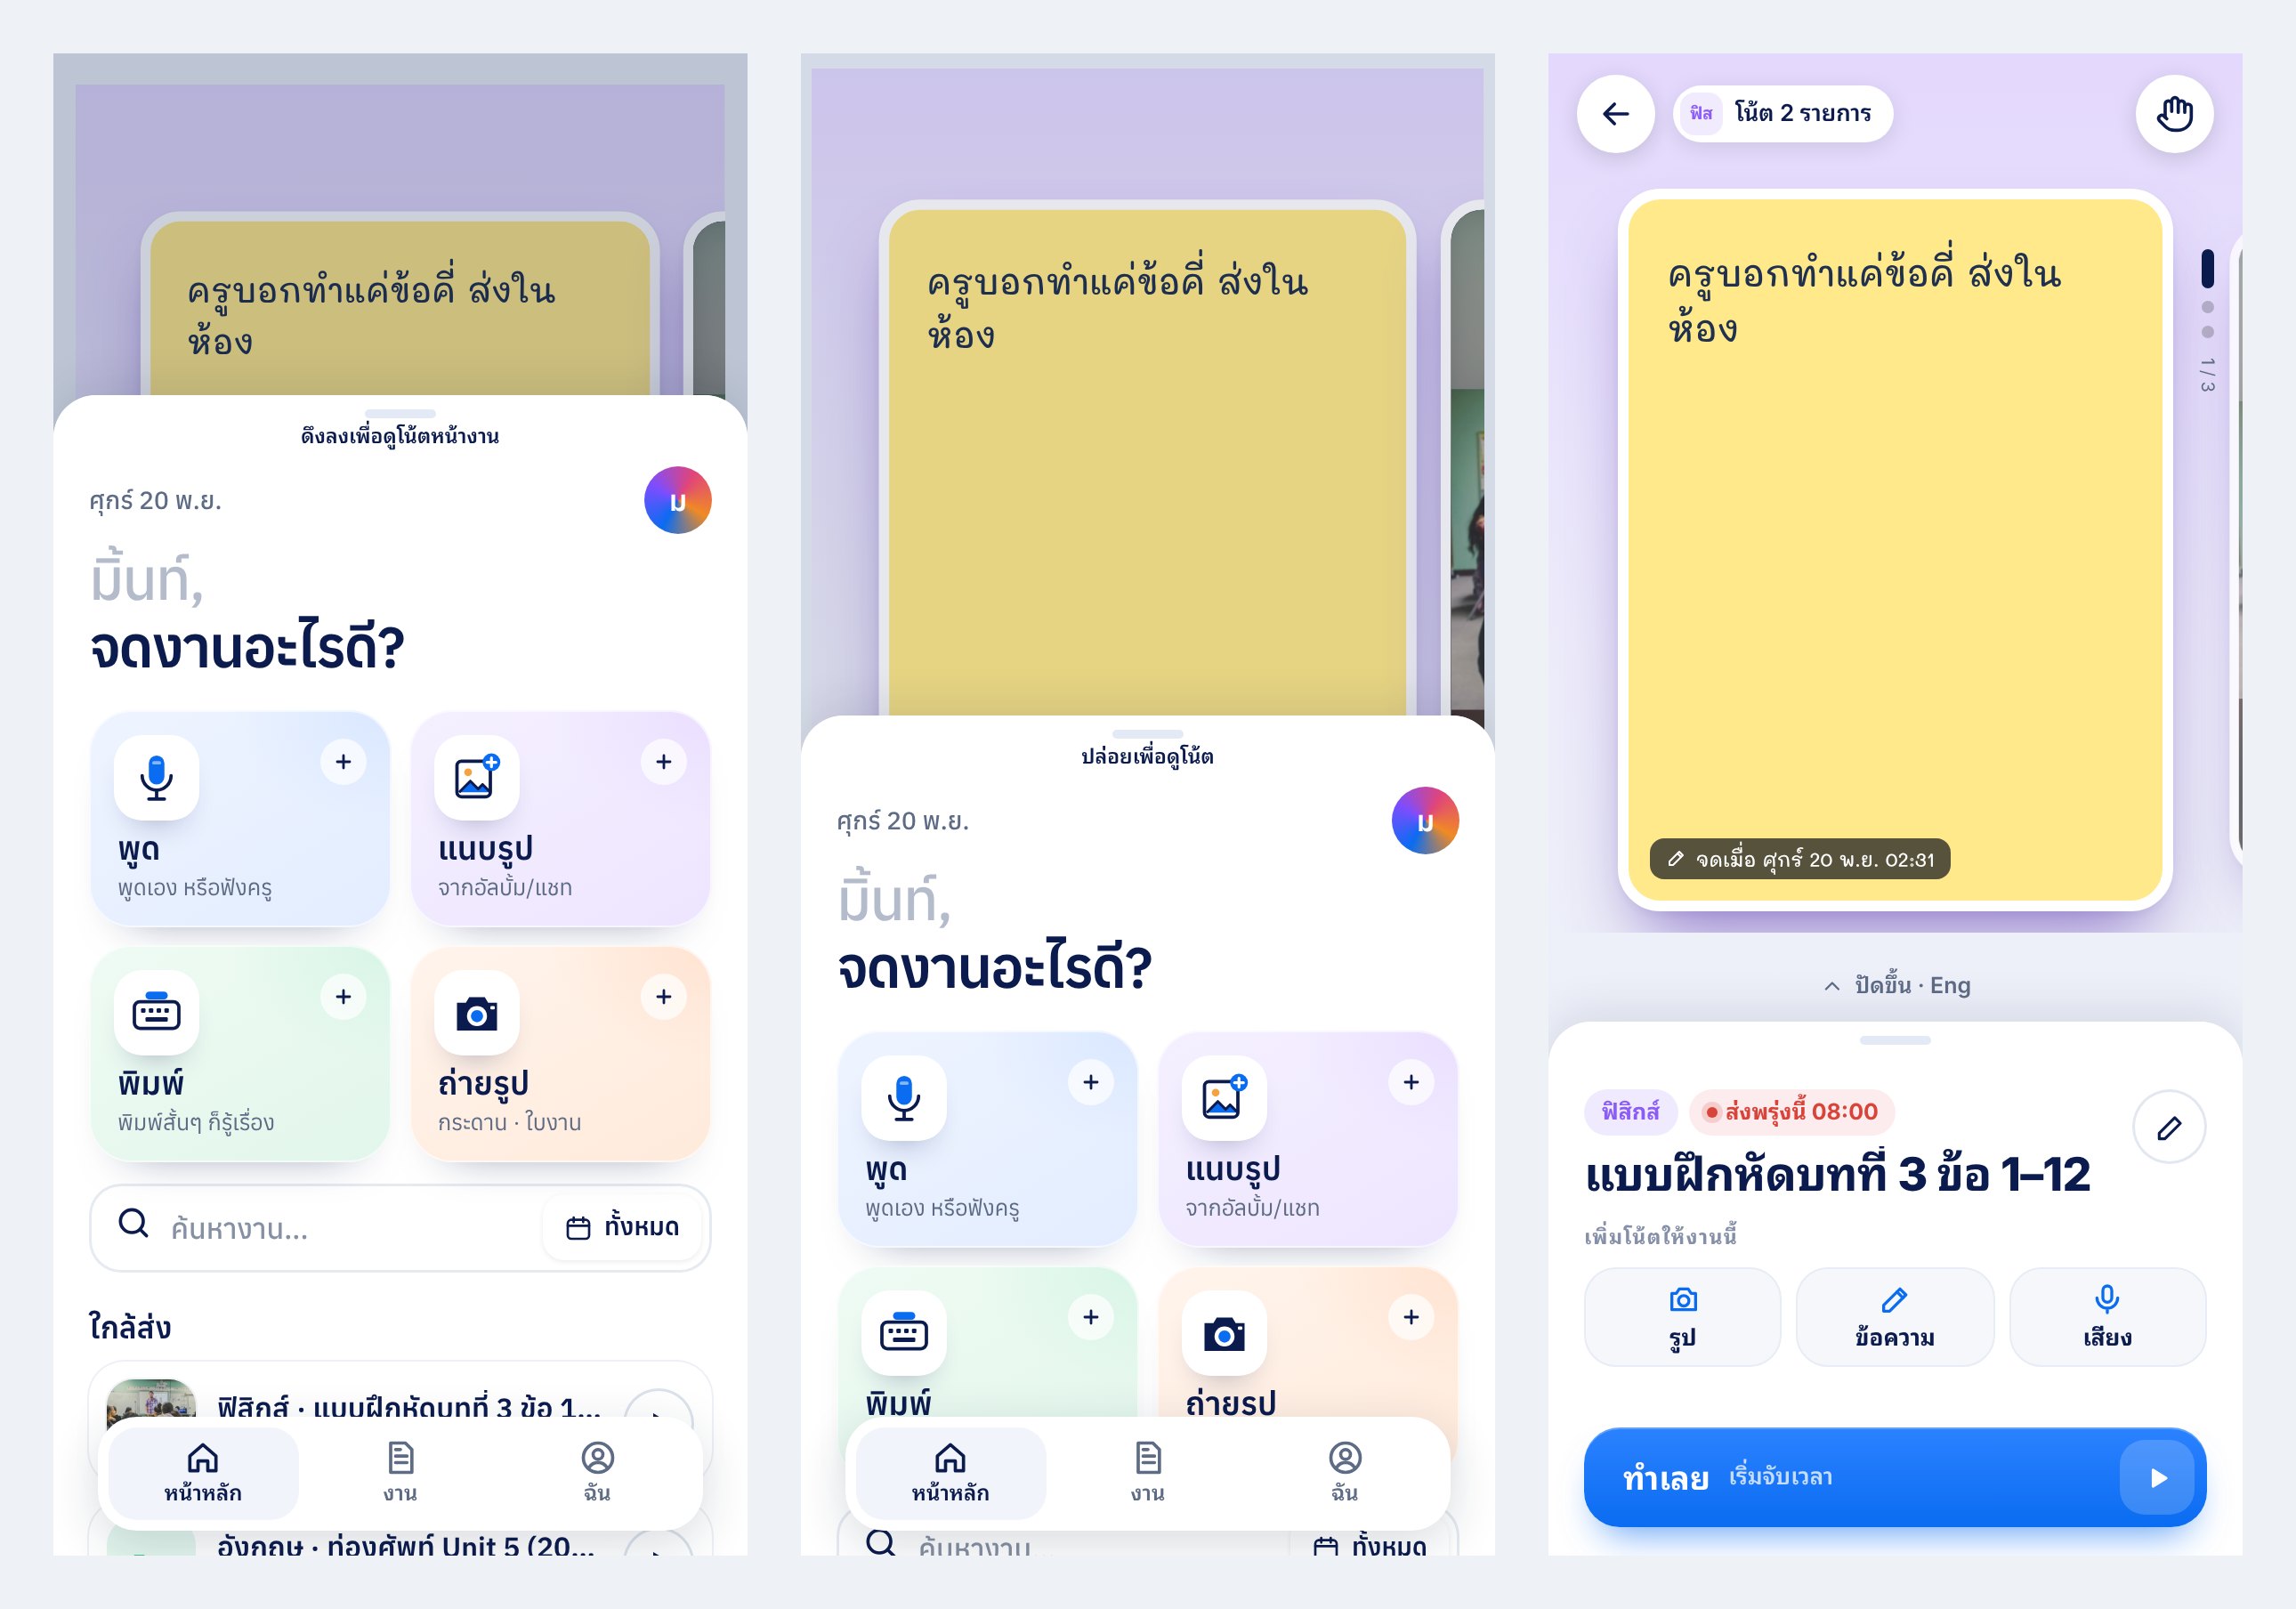 ครูบอกทำแค่ข้อคี่ ส่งใน
ห้อง
ดึงลงเพื่อดูโน้ตหน้างาน
ศุกร์ 20 พ.ย.
ม
มิ้นท์,
จดงานอะไรดี?
พูด
พูดเอง หรือฟังครู
แนบรูป
จากอัลบั้ม/แชท
พิมพ์
พิมพ์สั้นๆ ก็รู้เรื่อง
ถ่ายรูป
กระดาน · ใบงาน
ค้นหางาน...
ทั้งหมด
ใกล้ส่ง
ฟิสิกส์ · แบบฝึกหัดบทที่ 3 ข้อ 1...
หน้าหลัก
งาน
ฉัน
อังกฤษ · ท่องศัพท์ Unit 5 (20...
ครูบอกทำแค่ข้อคี่ ส่งใน
ห้อง
ปล่อยเพื่อดูโน้ต
ศุกร์ 20 พ.ย.
ม
มิ้นท์,
จดงานอะไรดี?
พูด
พูดเอง หรือฟังครู
แนบรูป
จากอัลบั้ม/แชท
พิมพ์
ถ่ายรูป
หน้าหลัก
งาน
ฉัน
ค้นหางาน...
ทั้งหมด
ฟิส
โน้ต 2 รายการ
ครูบอกทำแค่ข้อคี่ ส่งใน
ห้อง
1/3
จดเมื่อ ศุกร์ 20 พ.ย. 02:31
ปัดขึ้น · Eng
ฟิสิกส์
ส่งพรุ่งนี้ 08:00
แบบฝึกหัดบทที่ 3 ข้อ 1–12
เพิ่มโน้ตให้งานนี้
รูป
ข้อความ
เสียง
ทำเลย
เริ่มจับเวลา